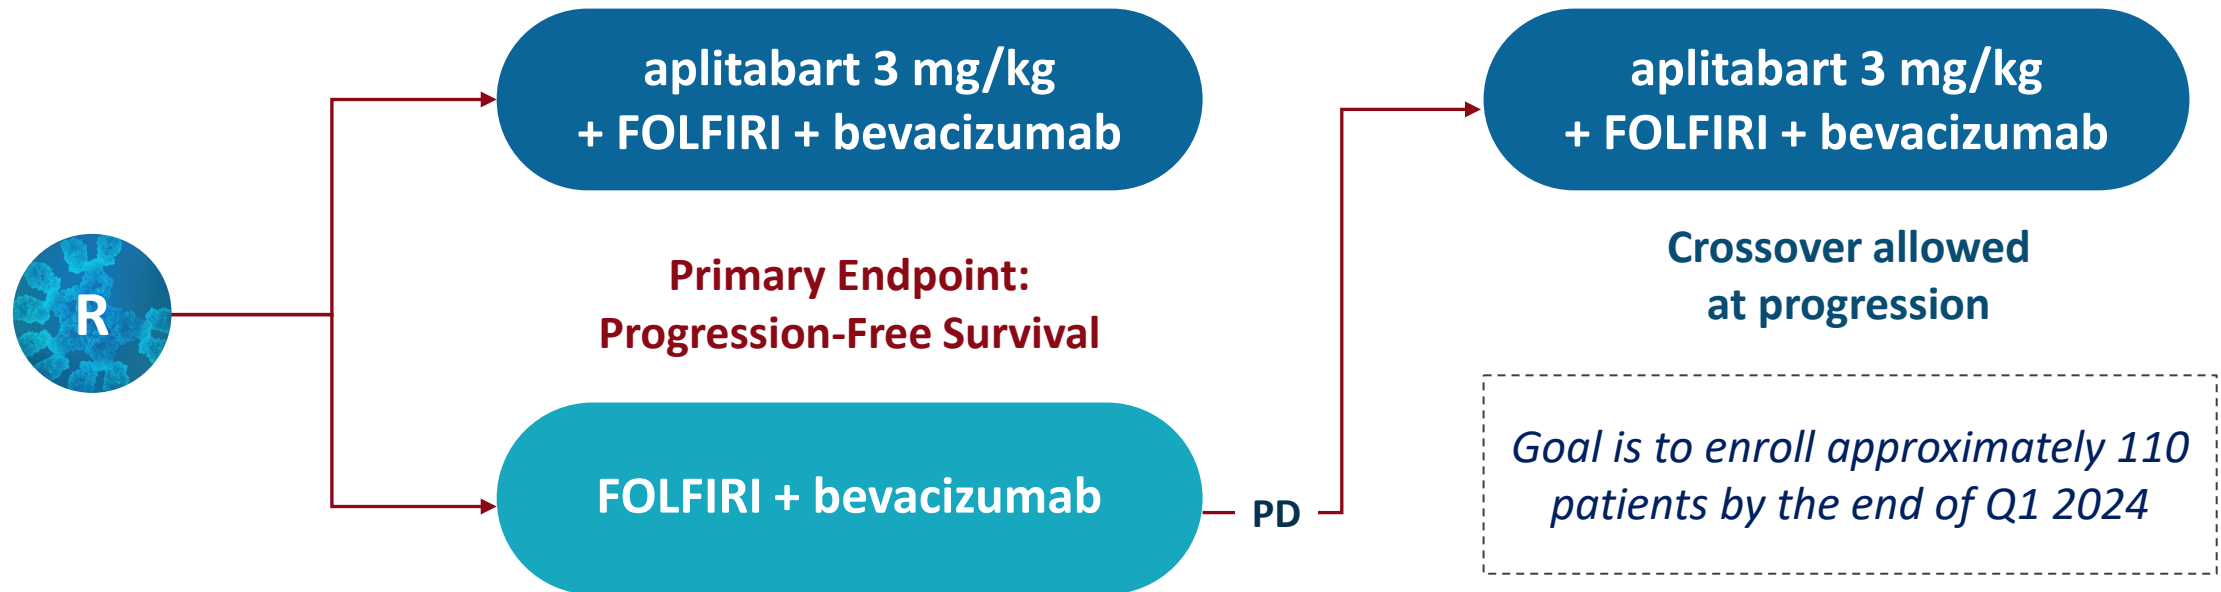 R
aplitabart 3 mg/kg
+ FOLFIRI + bevacizumab
Primary Endpoint:
Progression-Free Survival
FOLFIRI + bevacizumab
PD
aplitabart 3 mg/kg
+ FOLFIRI + bevacizumab
Crossover allowed
at progression
Goal is to enroll approximately 110
patients by the end of Q1 2024